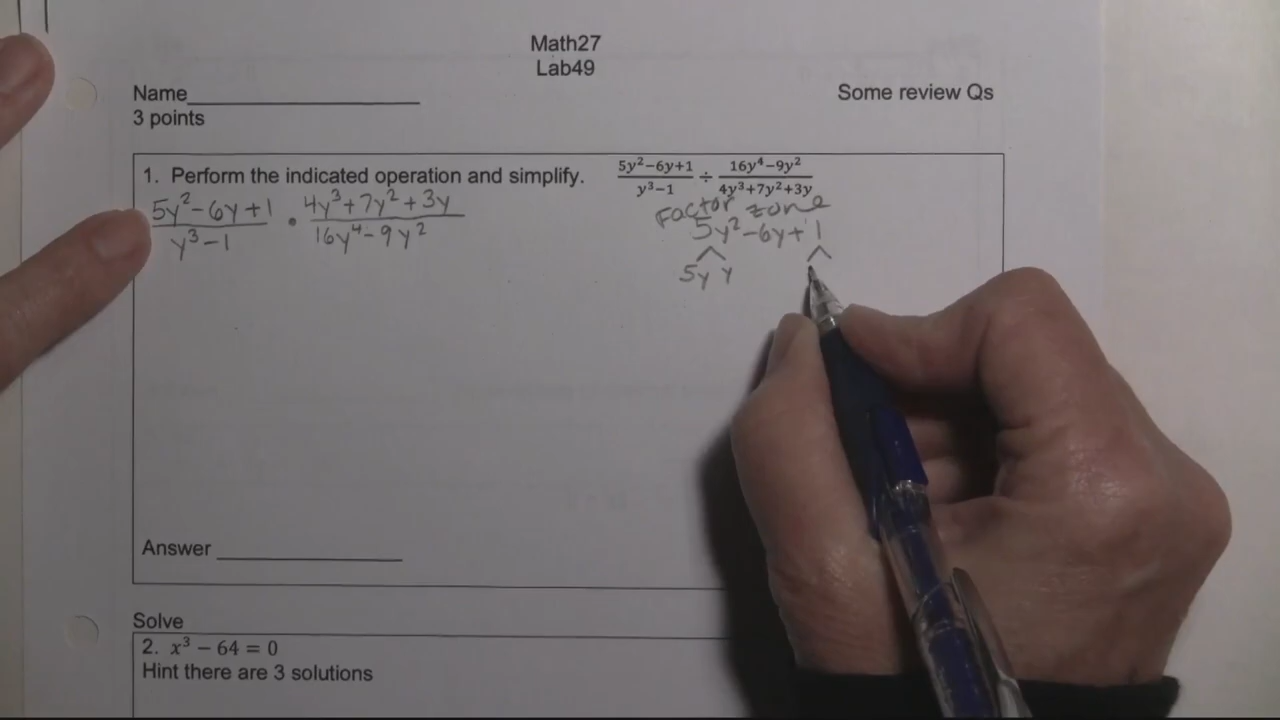 Math27
Lab49
Name____________________ Some review Qs
3 points
1. Perform the indicated operation and simplify. (5y²−6y+1)/(y³−1) ÷ (16y⁴−9y²)/(4y³+7y²+3y)
(5y²-6y+1)/(y³-1) • (4y³+7y²+3y)/(16y⁴-9y²)
Factor zone
5y²-6y+1
5y y
Answer ________________
Solve
2. x³ − 64 = 0
Hint there are 3 solutions